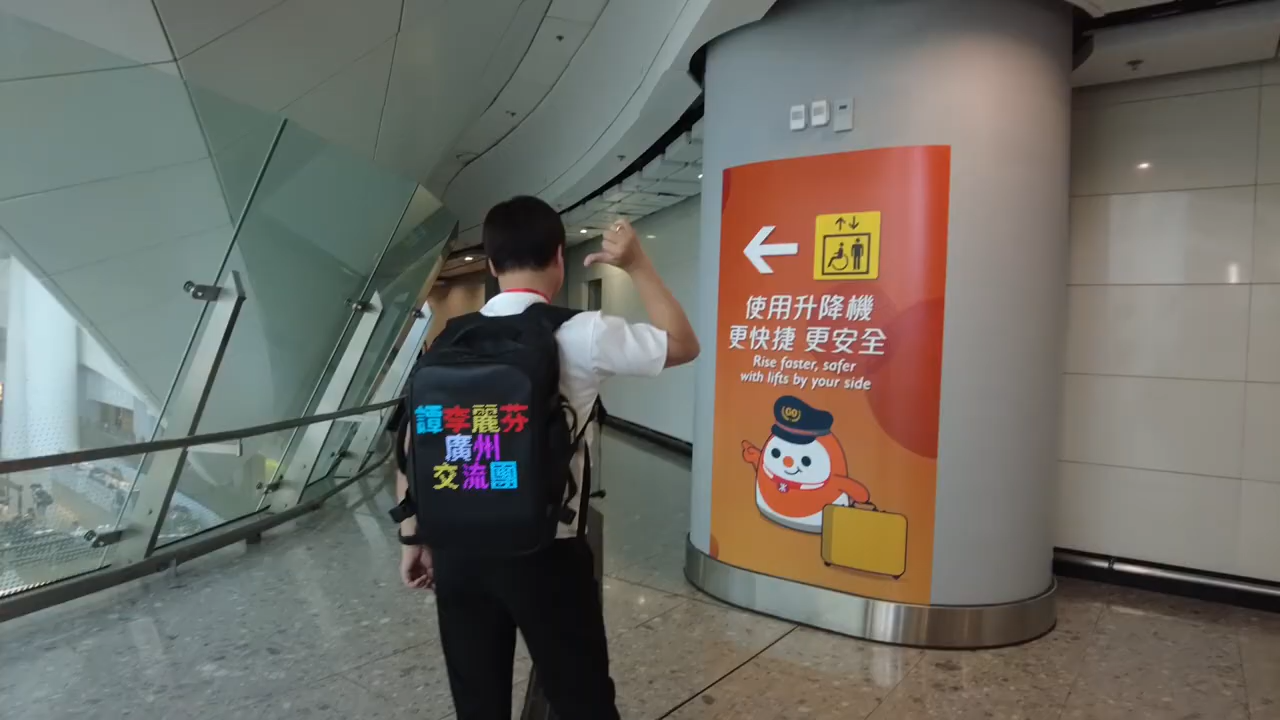 譚李麗芬
廣州
交流團
使用升降機
更快捷 更安全
Rise faster, safer
with lifts by your side
GO